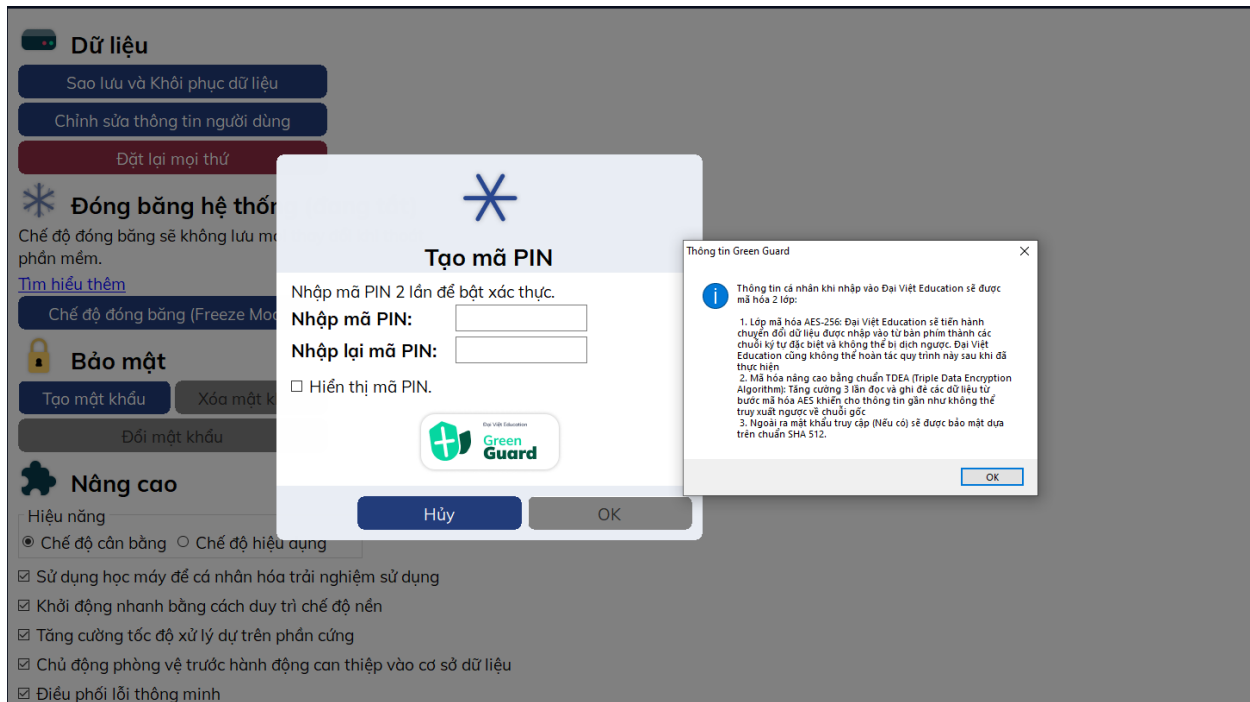 Dữ liệu
Sao lưu và Khôi phục dữ liệu
Chỉnh sửa thông tin người dùng
Đặt lại mọi thứ
Đóng băng hệ thốn
Chế độ đóng băng sẽ không lưu
phần mềm.
Tìm hiểu thêm
Chế độ đóng băng (Freeze Mod
Bảo mật
Tạo mật khẩu
Xóa mật k
Đổi mật khẩu
Nâng cao
Hiệu năng
Chế độ cân bằng
Chế độ hiệu dụng
Sử dụng học máy để cá nhân hóa trải nghiệm sử dụng
Khởi động nhanh bằng cách duy trì chế độ nền
Tăng cường tốc độ xử lý dự trên phần cứng
Chủ động phòng vệ trước hành động can thiệp vào cơ sở dữ liệu
Điều phối lỗi thông minh
Tạo mã PIN
Nhập mã PIN 2 lần để bật xác thực.
Nhập mã PIN:
Nhập lại mã PIN:
Hiển thị mã PIN.
Đại Việt Education
Green
Guard
Hủy
OK
Thông tin Green Guard
Thông tin cá nhân khi nhập vào Đại Việt Education sẽ được
mã hóa 2 lớp:
1. Lớp mã hóa AES-256: Đại Việt Education sẽ tiến hành
chuyển đổi dữ liệu được nhập vào từ bàn phím thành các
chuỗi ký tự đặc biệt và không thể bị dịch ngược. Đại Việt
Education cũng không thể hoàn tác quy trình này sau khi đã
thực hiện
2. Mã hóa nâng cao bằng chuẩn TDEA (Triple Data Encryption
Algorithm): Tăng cường 3 lần đọc và ghi đè các dữ liệu từ
bước mã hóa AES khiến cho thông tin gần như không thể
truy xuất ngược về chuỗi gốc
3. Ngoài ra mật khẩu truy cập (Nếu có) sẽ được bảo mật dựa
trên chuẩn SHA 512.
OK